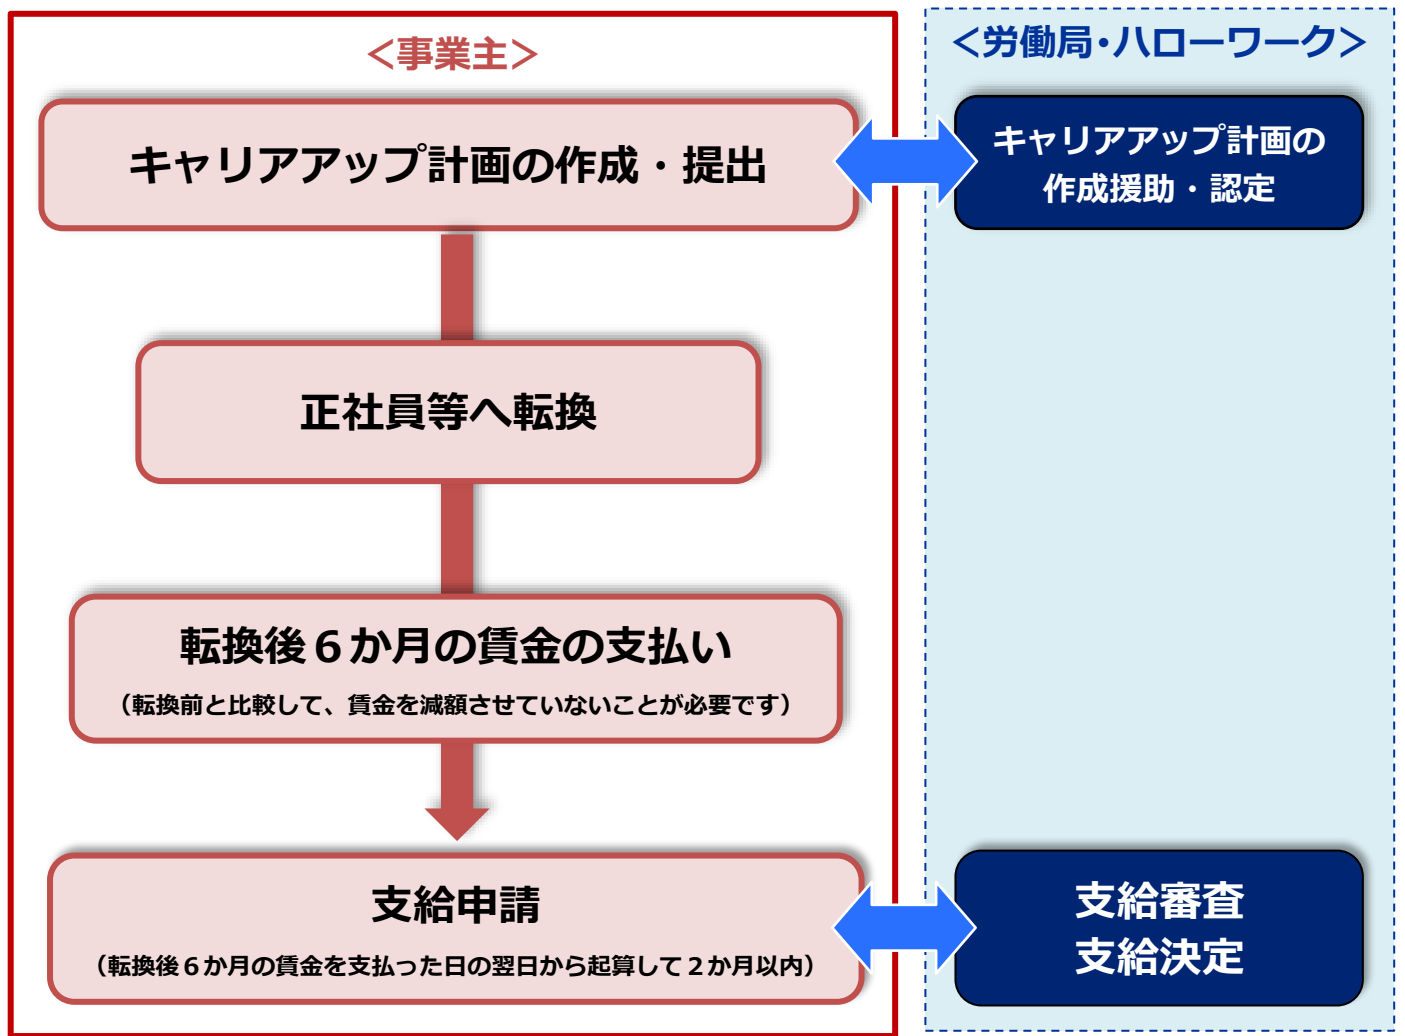 ＜事業主＞
キャリアアップ計画の作成・提出
正社員等へ転換
転換後６か月の賃金の支払い
（転換前と比較して、賃金を減額させていないことが必要です）
支給申請
（転換後６か月の賃金を支払った日の翌日から起算して２か月以内）
＜労働局・ハローワーク＞
キャリアアップ計画の
作成援助・認定
支給審査
支給決定